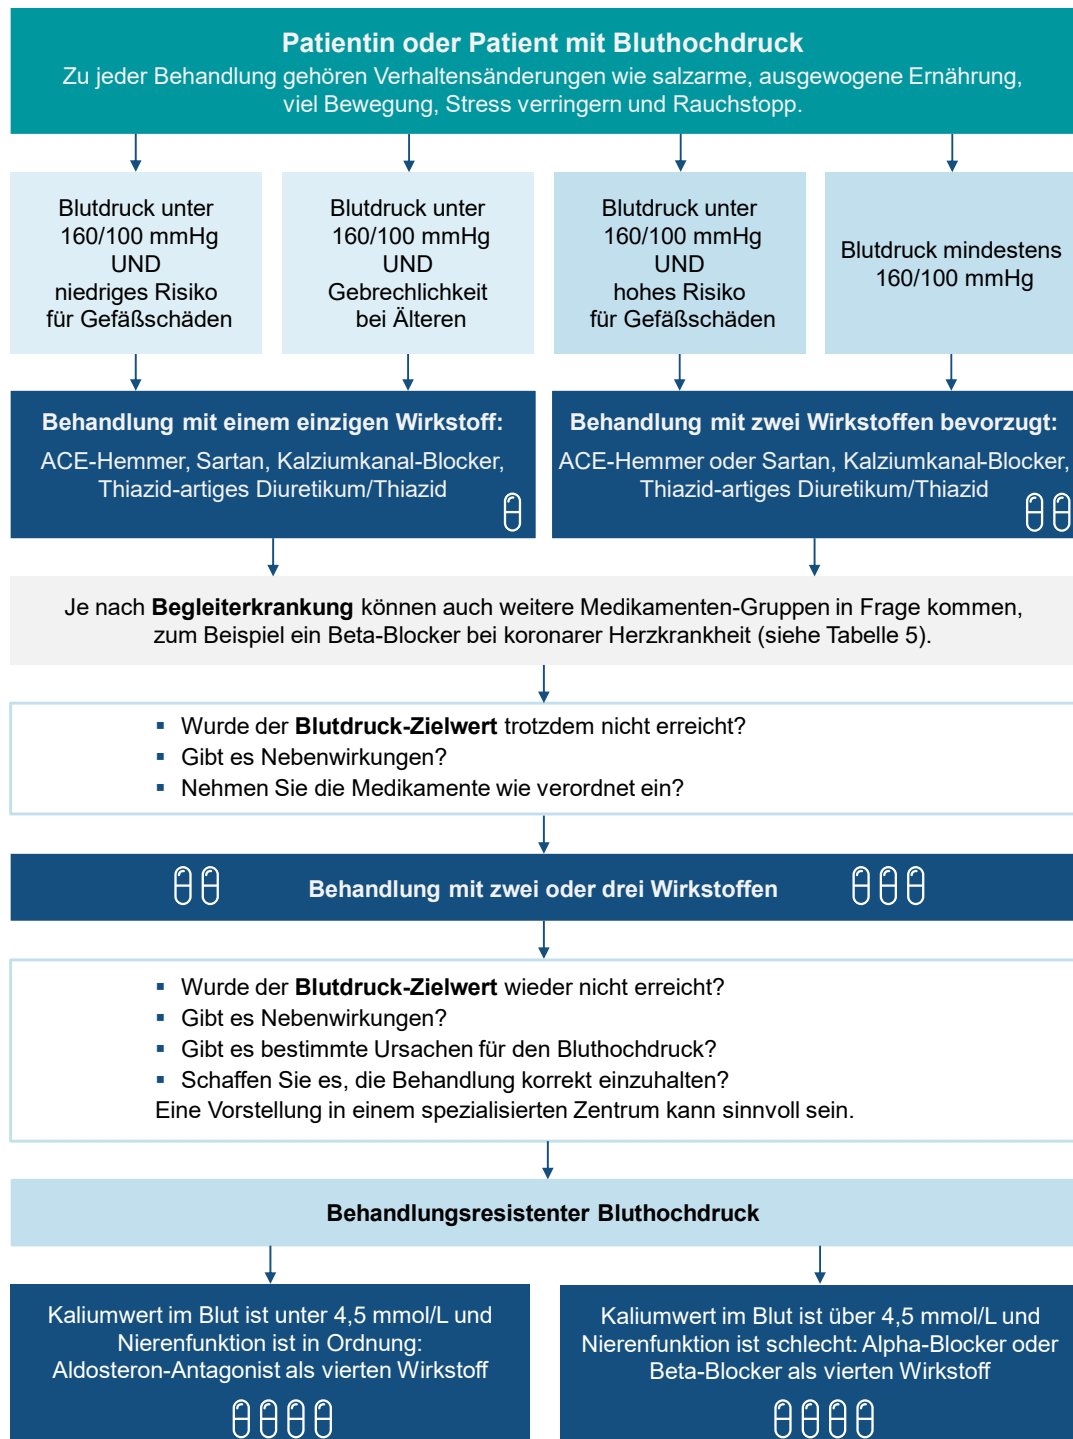 Patientin oder Patient mit Bluthochdruck
Zu jeder Behandlung gehören Verhaltensänderungen wie salzarme, ausgewogene Ernährung,
viel Bewegung, Stress verringern und Rauchstopp.
Blutdruck unter
160/100 mmHg
UND
niedriges Risiko
für Gefäßschäden
Blutdruck unter
160/100 mmHg
UND
Gebrechlichkeit
bei Älteren
Blutdruck unter
160/100 mmHg
UND
hohes Risiko
für Gefäßschäden
Blutdruck mindestens
160/100 mmHg
Behandlung mit einem einzigen Wirkstoff:
ACE-Hemmer, Sartan, Kalziumkanal-Blocker,
Thiazid-artiges Diuretikum/Thiazid
Behandlung mit zwei Wirkstoffen bevorzugt:
ACE-Hemmer oder Sartan, Kalziumkanal-Blocker,
Thiazid-artiges Diuretikum/Thiazid
Je nach Begleiterkrankung können auch weitere Medikamenten-Gruppen in Frage kommen,
zum Beispiel ein Beta-Blocker bei koronarer Herzkrankheit (siehe Tabelle 5).
▪ Wurde der Blutdruck-Zielwert trotzdem nicht erreicht?
▪ Gibt es Nebenwirkungen?
▪ Nehmen Sie die Medikamente wie verordnet ein?
Behandlung mit zwei oder drei Wirkstoffen
▪ Wurde der Blutdruck-Zielwert wieder nicht erreicht?
▪ Gibt es Nebenwirkungen?
▪ Gibt es bestimmte Ursachen für den Bluthochdruck?
▪ Schaffen Sie es, die Behandlung korrekt einzuhalten?
Eine Vorstellung in einem spezialisierten Zentrum kann sinnvoll sein.
Behandlungsresistenter Bluthochdruck
Kaliumwert im Blut ist unter 4,5 mmol/L und
Nierenfunktion ist in Ordnung:
Aldosteron-Antagonist als vierten Wirkstoff
Kaliumwert im Blut ist über 4,5 mmol/L und
Nierenfunktion ist schlecht: Alpha-Blocker oder
Beta-Blocker als vierten Wirkstoff